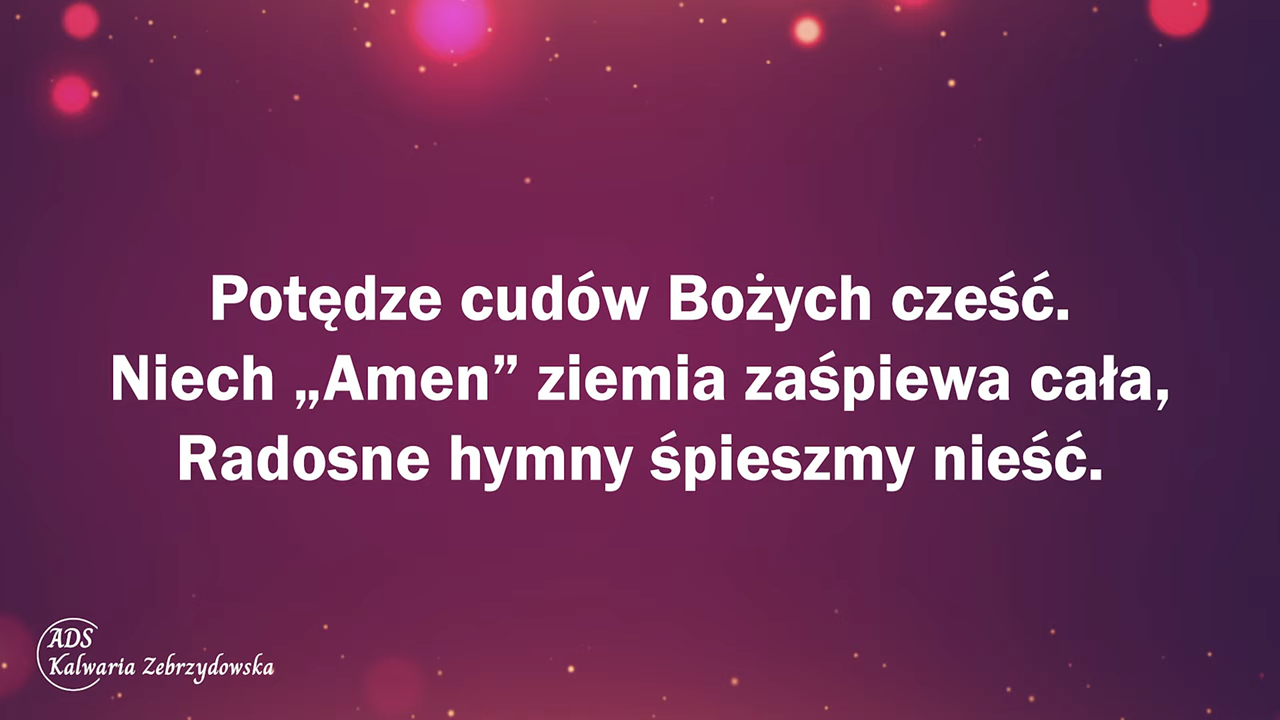 Potędze cudów Bożych cześć.
Niech „Amen” ziemia zaśpiewa cała,
Radosne hymny śpieszmy nieść.
ADS
Kalwaria Zebrzydowska